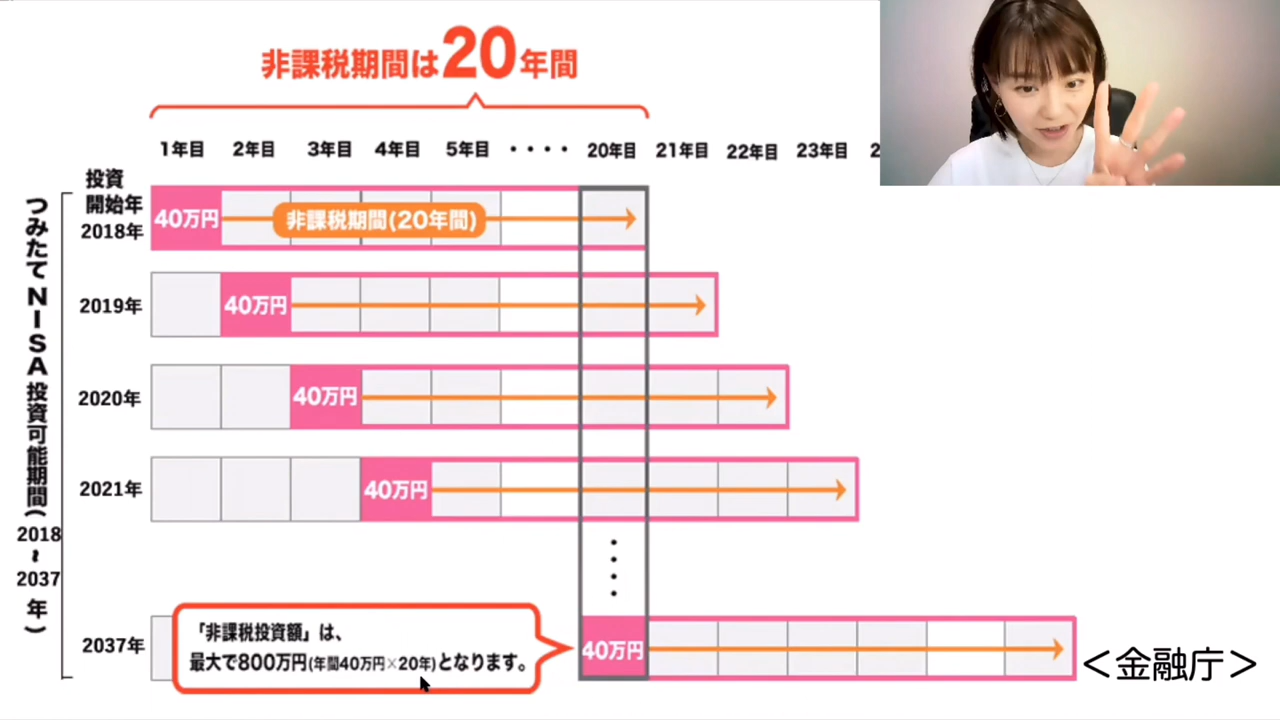 非課税期間は20年間
1年目 2年目 3年目 4年目 5年目 ・・・・ 20年目 21年目 22年目 23年目 2
つみたてNISA投資可能期間(2018～2037年)
投資
開始年
2018年 40万円 非課税期間(20年間)
2019年 40万円
2020年 40万円
2021年 40万円
2037年 40万円
「非課税投資額」は、
最大で800万円(年間40万円×20年)となります。
＜金融庁＞